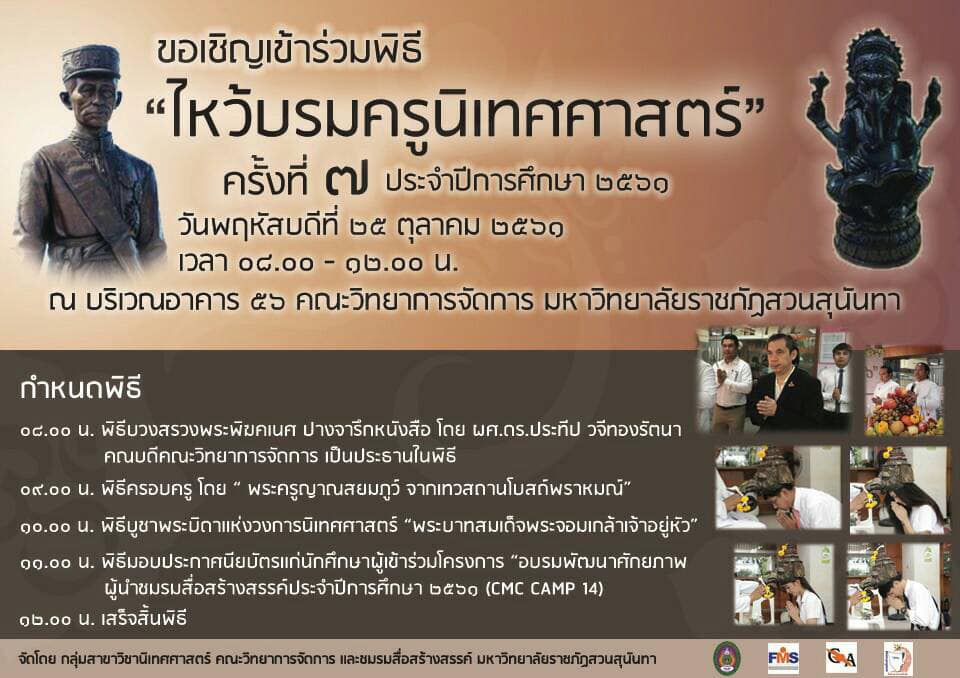 ขอเชิญเข้าร่วมพิธี
“ไหว้บรมครูนิเทศศาสตร์”
ครั้งที่ ๗ ประจำปีการศึกษา ๒๕๖๑
วันพฤหัสบดีที่ ๒๕ ตุลาคม ๒๕๖๑
เวลา ๐๘.๐๐ - ๑๒.๐๐ น.
ณ บริเวณอาคาร ๕๖ คณะวิทยาการจัดการ มหาวิทยาลัยราชภัฏสวนสุนันทา
กำหนดพิธี
๐๘.๐๐ น. พิธีบวงสรวงพระพิฆคเนศ ปางจารึกหนังสือ โดย ผศ.ดร.ประทีป วจีทองรัตนา
คณบดีคณะวิทยาการจัดการ เป็นประธานในพิธี
๐๙.๐๐ น. พิธีครอบครู โดย “ พระครูญาณสยมภูว์ จากเทวสถานโบสถ์พราหมณ์”
๑๐.๐๐ น. พิธีบูชาพระบิดาแห่งวงการนิเทศศาสตร์ “พระบาทสมเด็จพระจอมเกล้าเจ้าอยู่หัว”
๑๑.๐๐ น. พิธีมอบประกาศนียบัตรแก่นักศึกษาผู้เข้าร่วมโครงการ “อบรมพัฒนาศักยภาพ
ผู้นำชมรมสื่อสร้างสรรค์ประจำปีการศึกษา ๒๕๖๑ (CMC CAMP 14)
๑๒.๐๐ น. เสร็จสิ้นพิธี
จัดโดย กลุ่มสาขาวิชานิเทศศาสตร์ คณะวิทยาการจัดการ และชมรมสื่อสร้างสรรค์ มหาวิทยาลัยราชภัฏสวนสุนันทา
FMS